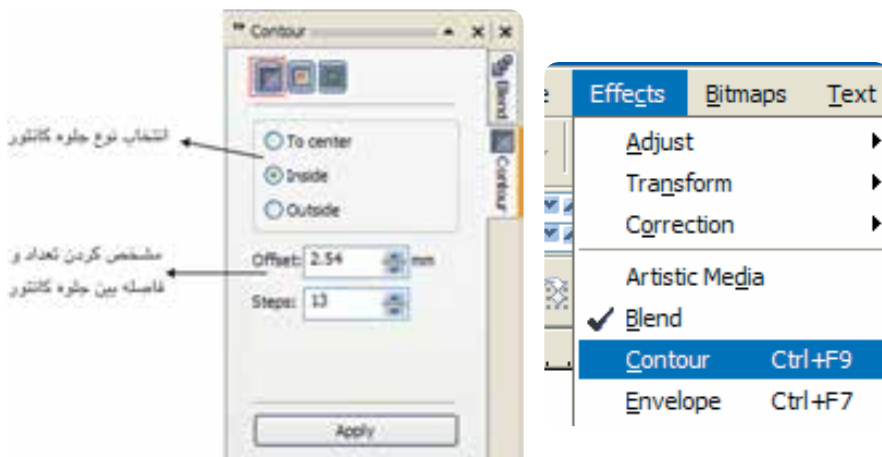 Contour
Blend
Contour
To center
Inside
Outside
Offset: 2.54 mm
Steps: 13
Apply
انتخاب نوع جلوه کانتور
مشخص کردن تعداد و
فاصله بین جلوه کانتور
Effects Bitmaps Text
Adjust
Transform
Correction
Artistic Media
Blend
Contour Ctrl+F9
Envelope Ctrl+F7